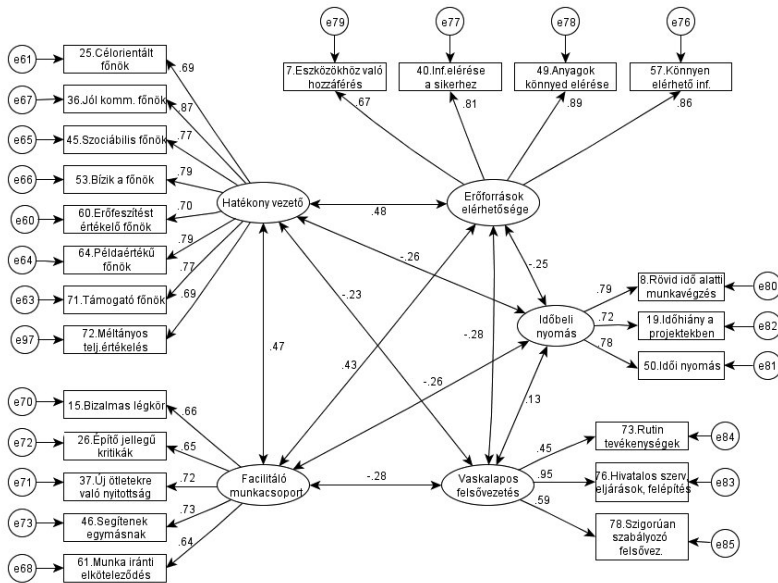 e79
e77
e78
e76
7.Eszközökhöz való
hozzáférés
40.Inf.elérése
a sikerhez
49.Anyagok
könnyed elérése
57.Könnyen
elérhető inf.
.67
.81
.89
.86
e61
25.Célorientált
főnök
.69
e67
36.Jól komm. főnök
.87
e65
45.Szociábilis főnök
.77
e66
53.Bízik a főnök
.79
e60
60.Erőfeszítést
értékelő főnök
.70
e64
64.Példaértékű
főnök
.79
e63
71.Támogató főnök
.77
e97
72.Méltányos
telj.értékelés
.69
Hatékony vezető
Erőforrások
elérhetősége
.48
-.26
-.25
-.23
-.28
.47
.43
-.26
.13
Időbeli
nyomás
.79
8.Rövid idő alatti
munkavégzés
e80
.72
19.Időhiány a
projektekben
e82
.78
50.Idői nyomás
e81
e70
15.Bizalmas légkör
.66
e72
26.Építő jellegű
kritikák
.65
e71
37.Új ötletekre
való nyitottság
.72
e73
46.Segítenek
egymásnak
.73
e68
61.Munka iránti
elköteleződés
.64
Facilitáló
munkacsoport
-.28
Vaskalapos
felsővezetés
.45
73.Rutin
tevékenységek
e84
.95
76.Hivatalos szerv.
eljárások, felépítés
e83
.59
78.Szigorúan
szabályozó
felsővez.
e85